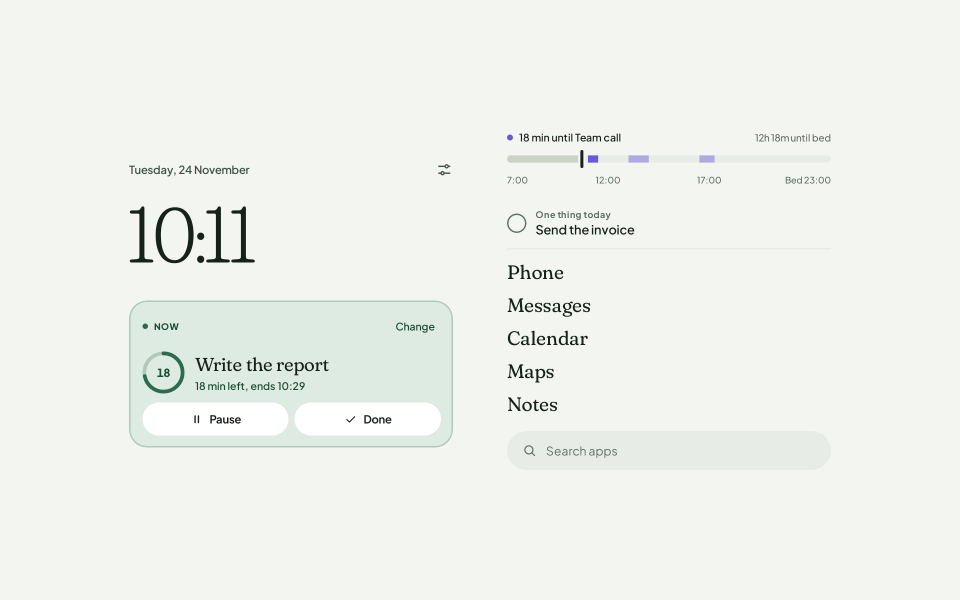 Tuesday, 24 November
10:11
NOW
Change
18
Write the report
18 min left, ends 10:29
Pause
Done
18 min until Team call
12h 18m until bed
7:00
12:00
17:00
Bed 23:00
One thing today
Send the invoice
Phone
Messages
Calendar
Maps
Notes
Search apps